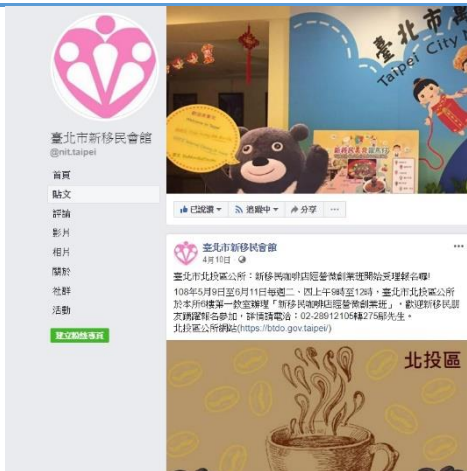 臺北市新移民會館
@nit.taipei
首頁
貼文
評論
影片
相片
關於
社群
活動
建立粉絲專頁
臺北市
Taipei City
已說讚
追蹤中
分享
臺北市新移民會館
4月10日
臺北市北投區公所：新移民咖啡店經營微創業班開始受理報名囉!
108年5月9日至6月11日每週二、四上午9時至12時，臺北市北投區公所
於本所6樓第一教室辦理「新移民咖啡店經營微創業班」，歡迎新移民朋
友踴躍報名參加，詳情請電洽：02-28912105轉275鄔先生。
北投區公所網站(https://btdo.gov.taipei/)
北投區